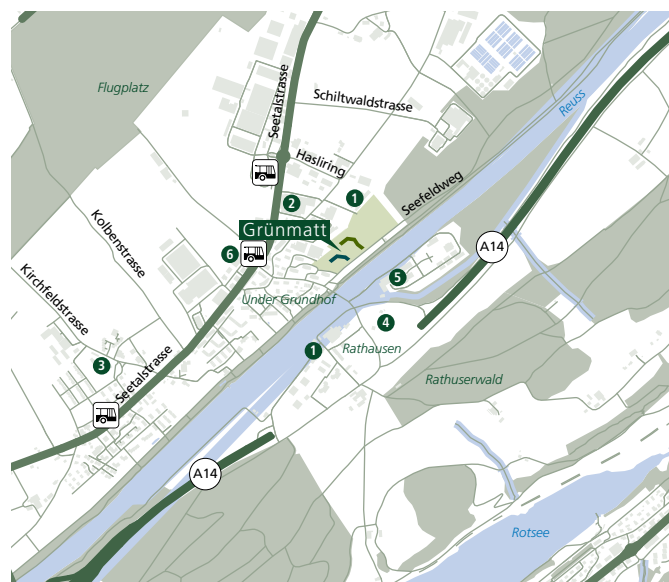 Flugplatz
Seetalstrasse
Schiltwaldstrasse
Reuss
Haslring
Seefeldweg
1
2
Grünmatt
Kolbenstrasse
6
A14
5
Kirchfeldstrasse
Under Grundhof
4
1
Rathausen
3
Seetalstrasse
Rathuserwald
A14
Rotsee